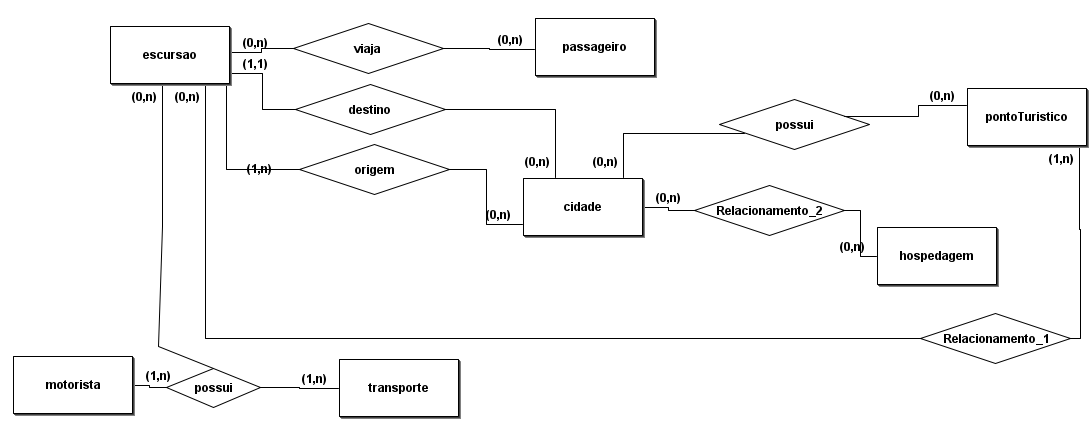 escursao
(0,n)
viaja
(0,n)
passageiro
(1,1)
(0,n)
(0,n)
destino
(0,n)
pontoTuristico
possui
(1,n)
origem
(0,n)
(0,n)
(1,n)
cidade
(0,n)
(0,n)
Relacionamento_2
(0,n)
hospedagem
Relacionamento_1
motorista
(1,n)
possui
(1,n)
transporte